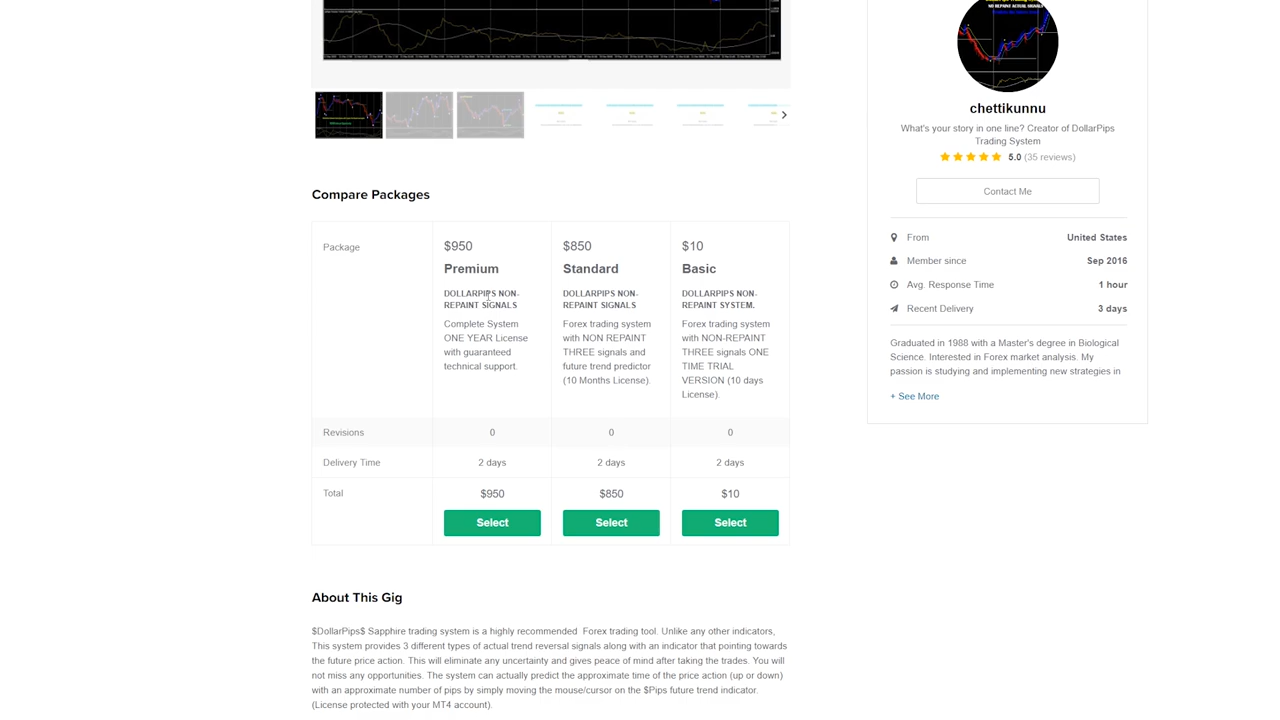 NO REPAINT ACTUAL SIGNALS
chettikunnu
What's your story in one line? Creator of DollarPips
Trading System
5.0 (35 reviews)
Contact Me
From United States
Member since Sep 2016
Avg. Response Time 1 hour
Recent Delivery 3 days
Graduated in 1988 with a Master's degree in Biological
Science. Interested in Forex market analysis. My
passion is studying and implementing new strategies in
+ See More
Compare Packages
Package
$950
Premium
DOLLARPIPS NON-
REPAINT SIGNALS
Complete System
ONE YEAR License
with guaranteed
technical support.
$850
Standard
DOLLARPIPS NON-
REPAINT SIGNALS
Forex trading system
with NON REPAINT
THREE signals and
future trend predictor
(10 Months License).
$10
Basic
DOLLARPIPS NON-
REPAINT SYSTEM.
Forex trading system
with NON-REPAINT
THREE signals ONE
TIME TRIAL
VERSION (10 days
License).
Revisions 0 0 0
Delivery Time 2 days 2 days 2 days
Total $950 $850 $10
Select Select Select
About This Gig
$DollarPips$ Sapphire trading system is a highly recommended Forex trading tool. Unlike any other indicators,
This system provides 3 different types of actual trend reversal signals along with an indicator that pointing towards
the future price action. This will eliminate any uncertainty and gives peace of mind after taking the trades. You will
not miss any opportunities. The system can actually predict the approximate time of the price action (up or down)
with an approximate number of pips by simply moving the mouse/cursor on the $Pips future trend indicator.
(License protected with your MT4 account).